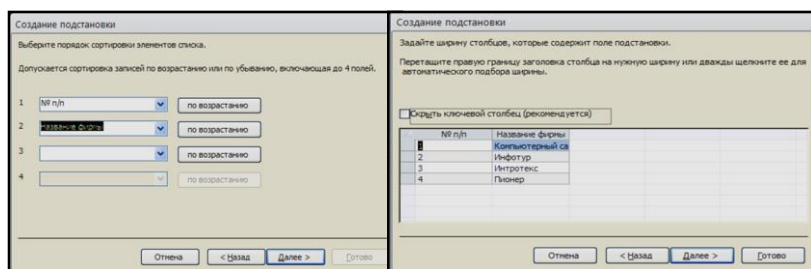 Создание подстановки
Выберите порядок сортировки элементов списка.
Допускается сортировка записей по возрастанию или по убыванию, включающая до 4 полей.
1 № п/п по возрастанию
2 Название фирмы по возрастанию
3 по возрастанию
4 по возрастанию
Отмена < Назад Далее > Готово
Создание подстановки
Задайте ширину столбцов, которые содержит поле подстановки.
Перетащите правую границу заголовка столбца на нужную ширину или дважды щелкните ее для
автоматического подбора ширины.
Скрыть ключевой столбец (рекомендуется)
№ п/п Название фирмы
1 Компьютерный са
2 Инфотур
3 Интротекс
4 Пионер
Отмена < Назад Далее > Готово